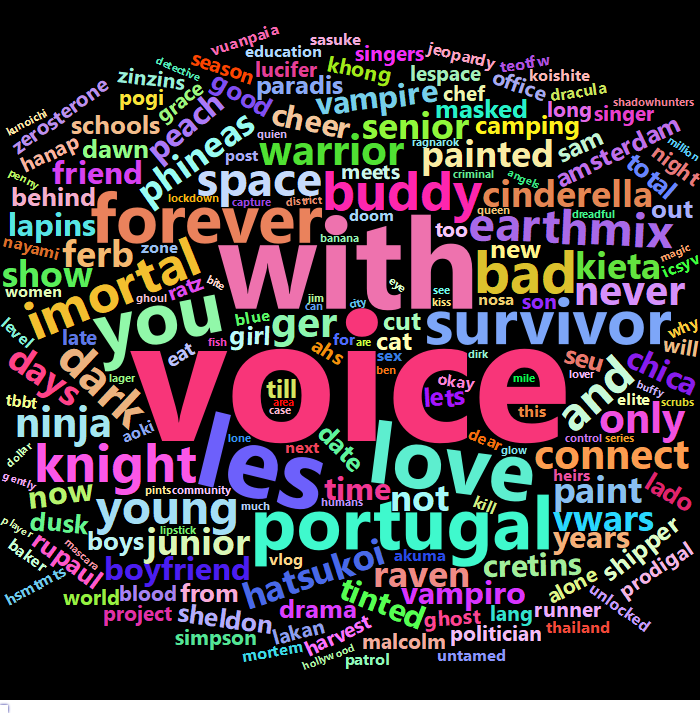 vuanpaia
sasuke
education
singers
jeopardy
detective
season
lucifer
khong
teoffw
zinzins
paradis
lespace
office
koishite
dracula
pogi
grace
good
vampire
chef
masked
long
singer
shadowhunters
kunoichi
zerosterone
schools
peach
cheer
senior
camping
hanap
dawn
phineas
quien
post
warrior
meets
ragnarok
painted
sam
amsterdam
million
night
total
penny
friend
behind
lockdown
space
capture
district
buddy
criminal
angels
queen
cinderella
dreadful
out
lapins
forever
doom
banana
with
too
earthmix
new
magic
nayami
ferb
zone
imortal
show
women
ghoul
ratz
bite
jim
eye
see
kiss
bad
nosa
son
kieta
never
icsyv
level
late
you
blue
fish
girl
ger
can
city
for
are
cut
cat
survivor
why
will
days
dark
eat
ahs
voice
sex
ben
dirk
seu
lover
chica
buffy
tbbt
lager
till
area
case
okay
lets
mile
this
and
elite
scrubs
ninja
aoki
les
lone
date
love
dear
glow
control
series
only
dollar
gently
knight
next
humans
time
not
connect
heirs
lado
now
pints
community
much
portugal
kill
paint
player
dusk
young
lipstick
vwars
years
baker
mascara
rupaul
boys
junior
vlog
hatsukoi
akuma
cretins
shipper
hsmtmts
boyfriend
raven
alone
prodigal
world
blood
from
tinted
vampiro
unlocked
project
sheldon
drama
ghost
lang
runner
simpson
lakan
harvest
malcolm
politician
thailand
mortem
hollywood
patrol
untamed